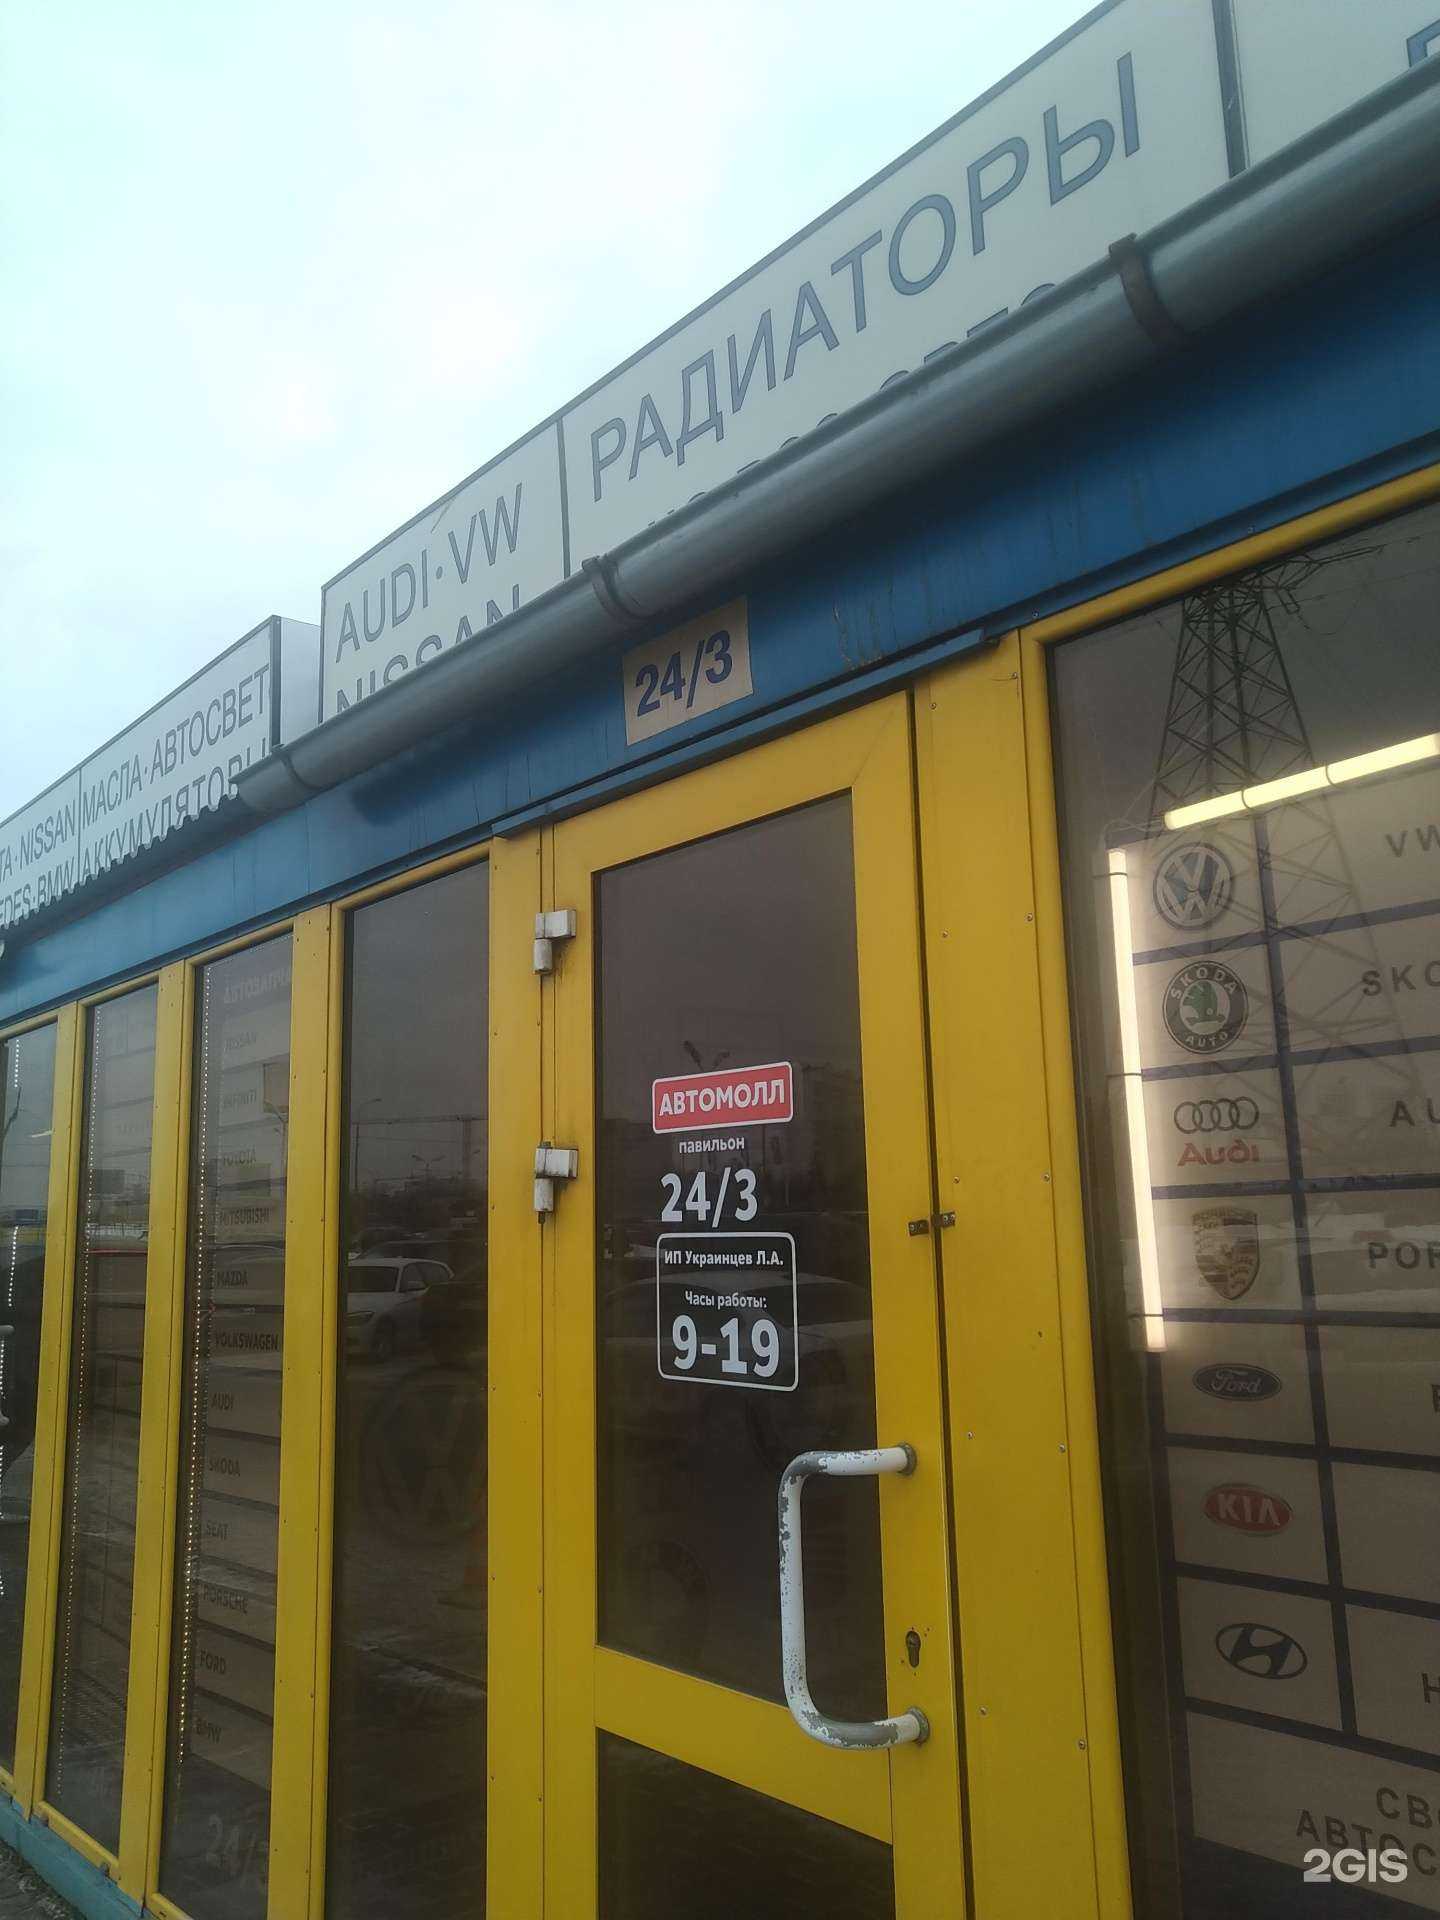 РАДИАТОРЫ
AUDI·VW
NISSAN
МАСЛА·АВТОСВЕТ
АККУМУЛЯТОРЫ
NISSAN
BMW
24/3
АВТОМОЛЛ
павильон
24/3
ИП Украинцев Л.А.
Часы работы:
9-19
NISSAN
INFINITI
TOYOTA
MITSUBISHI
MAZDA
VOLKSWAGEN
AUDI
SKODA
SEAT
PORSCHE
FORD
BMW
24/3
VW
SKODA
AUTO
Audi
Ford
KIA
2GIS